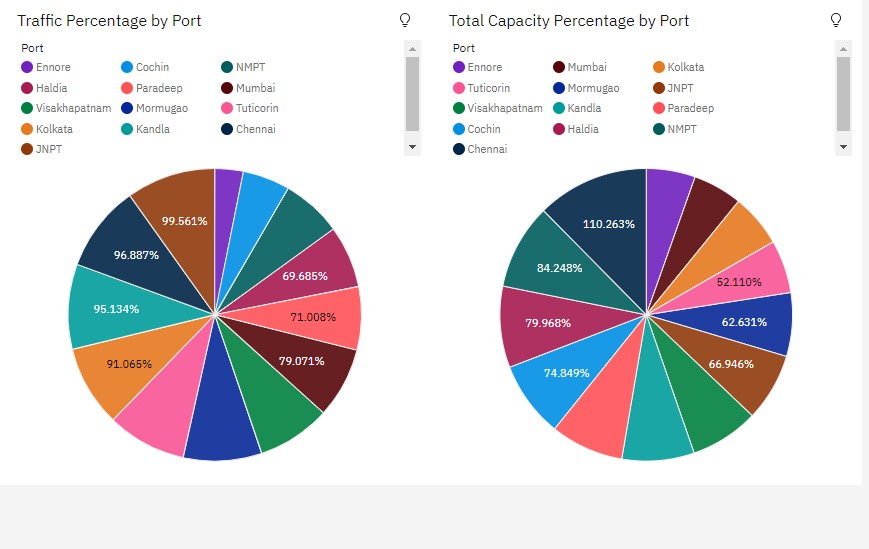 Traffic Percentage by Port
Port
Ennore Cochin NMPT
Haldia Paradeep Mumbai
Visakhapatnam Mormugao Tuticorin
Kolkata Kandla Chennai
JNPT
99.561%
96.887%
69.685%
95.134%
71.008%
91.065%
79.071%
Total Capacity Percentage by Port
Port
Ennore Mumbai Kolkata
Tuticorin Mormugao JNPT
Visakhapatnam Kandla Paradeep
Cochin Haldia NMPT
Chennai
110.263%
84.248%
52.110%
79.968%
62.631%
74.849%
66.946%